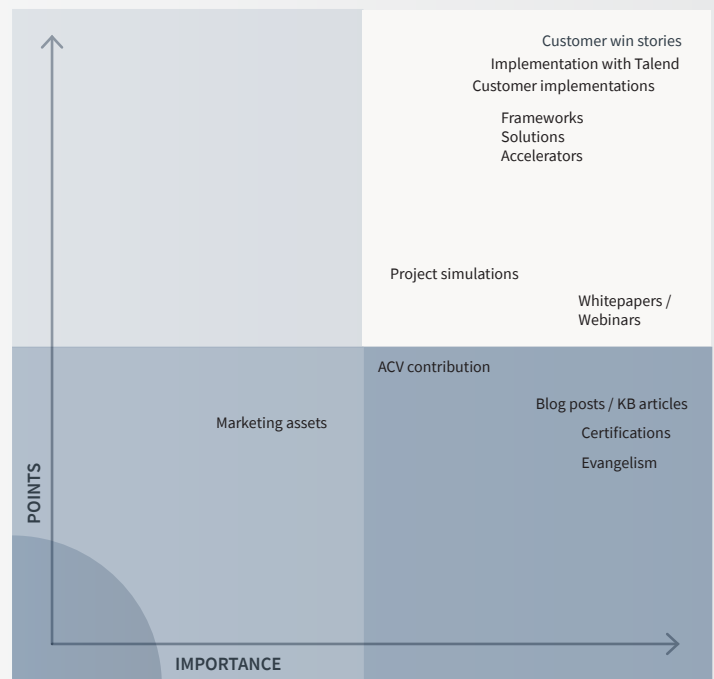 Customer win stories
Implementation with Talend
Customer implementations
Frameworks
Solutions
Accelerators
Project simulations
Whitepapers /
Webinars
ACV contribution
Blog posts / KB articles
Marketing assets
Certifications
Evangelism
POINTS
IMPORTANCE